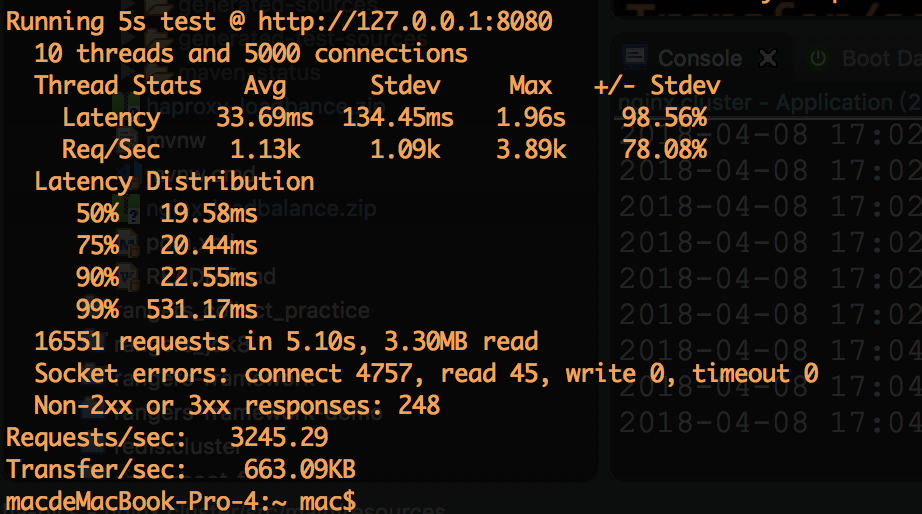 Running 5s test @ http://127.0.0.1:8080
10 threads and 5000 connections
Thread Stats Avg Stdev Max +/- Stdev
Latency 33.69ms 134.45ms 1.96s 98.56%
Req/Sec 1.13k 1.09k 3.89k 78.08%
Latency Distribution
50% 19.58ms
75% 20.44ms
90% 22.55ms
99% 531.17ms
16551 requests in 5.10s, 3.30MB read
Socket errors: connect 4757, read 45, write 0, timeout 0
Non-2xx or 3xx responses: 248
Requests/sec: 3245.29
Transfer/sec: 663.09KB
macdeMacBook-Pro-4:~ mac$
Console
Boot Da
nginx cluster - Application (2
2018-04-08 17:02
2018-04-08 17:02
2018-04-08 17:02
2018-04-08 17:02
2018-04-08 17:02
2018-04-08 17:02
2018-04-08 17:04
2018-04-08 17:04
2018-04-08 17:04